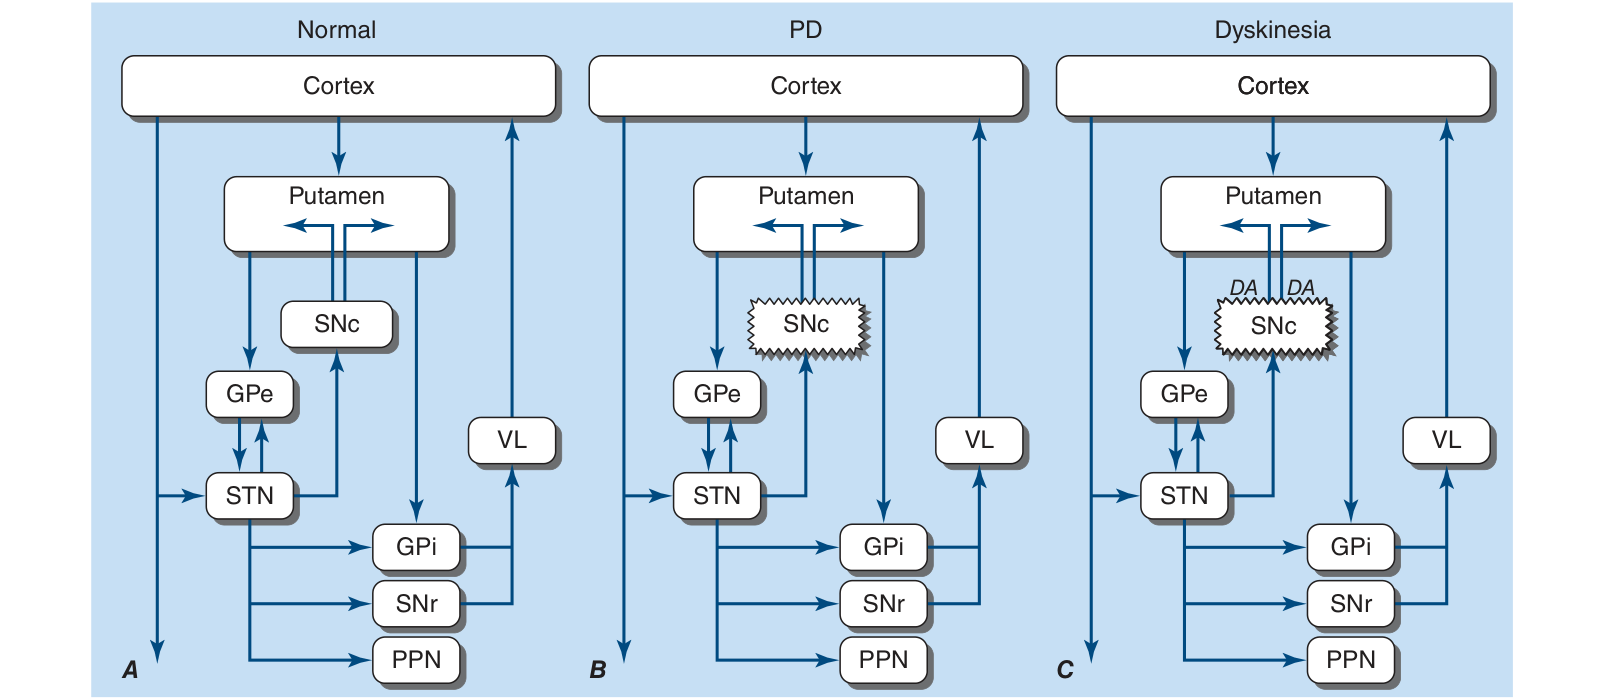 Normal
Cortex
Putamen
SNc
GPe
VL
STN
GPi
SNr
PPN
A
PD
Cortex
Putamen
SNc
GPe
VL
STN
GPi
SNr
PPN
B
Dyskinesia
Cortex
Putamen
DA DA
SNc
GPe
VL
STN
GPi
SNr
PPN
C